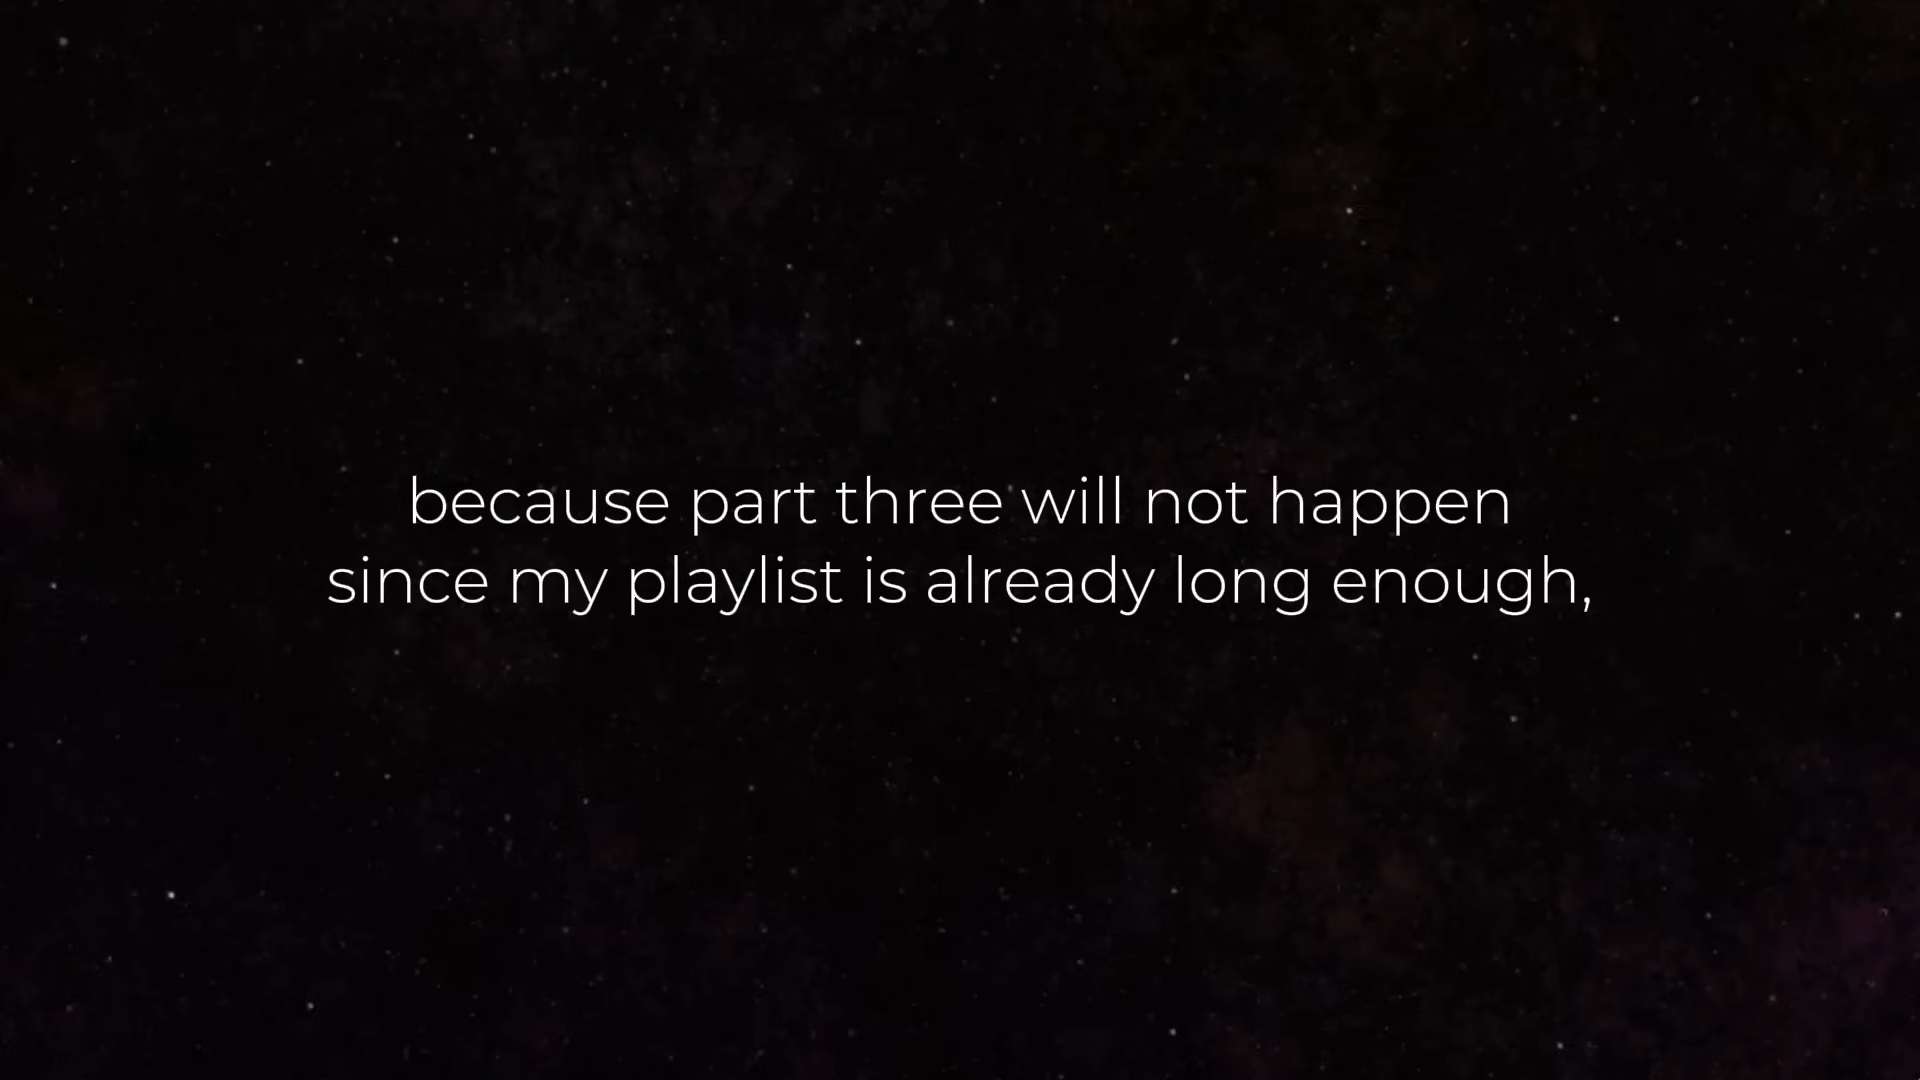 because part three will not happen
since my playlist is already long enough,